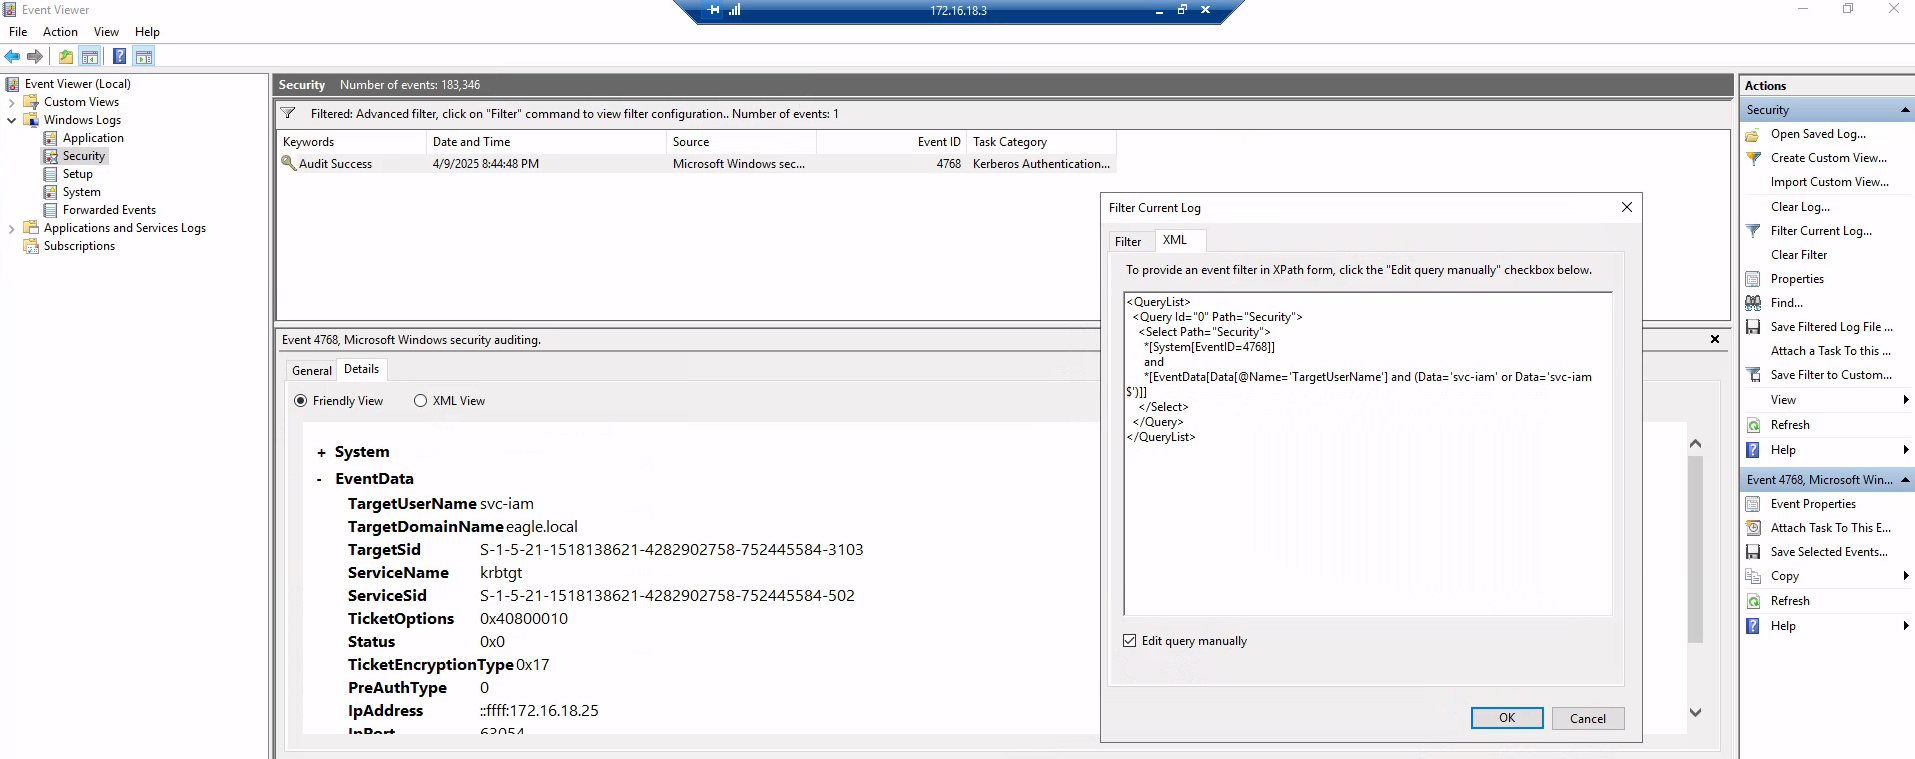 Event Viewer
172.16.18.3
File Action View Help
Event Viewer (Local)
Custom Views
Windows Logs
Application
Security
Setup
System
Forwarded Events
Applications and Services Logs
Subscriptions
Security Number of events: 183,346
Filtered: Advanced filter, click on "Filter" command to view filter configuration.. Number of events: 1
Keywords Date and Time Source Event ID Task Category
Audit Success 4/9/2025 8:44:48 PM Microsoft Windows sec... 4768 Kerberos Authentication...
Event 4768, Microsoft Windows security auditing.
General Details
Friendly View XML View
+ System
- EventData
TargetUserName svc-iam
TargetDomainName eagle.local
TargetSid S-1-5-21-1518138621-4282902758-752445584-3103
ServiceName krbtgt
ServiceSid S-1-5-21-1518138621-4282902758-752445584-502
TicketOptions 0x40800010
Status 0x0
TicketEncryptionType 0x17
PreAuthType 0
IpAddress ::ffff:172.16.18.25
IpPort 63054
Filter Current Log
Filter XML
To provide an event filter in XPath form, click the "Edit query manually" checkbox below.
<QueryList>
<Query Id="0" Path="Security">
<Select Path="Security">
*[System[EventID=4768]]
and
*[EventData[Data[@Name='TargetUserName'] and (Data='svc-iam' or Data='svc-iam
$')]]
</Select>
</Query>
</QueryList>
Edit query manually
OK Cancel
Actions
Security
Open Saved Log...
Create Custom View...
Import Custom View...
Clear Log...
Filter Current Log...
Clear Filter
Properties
Find...
Save Filtered Log File ...
Attach a Task To this ...
Save Filter to Custom...
View
Refresh
Help
Event 4768, Microsoft Win...
Event Properties
Attach Task To This E...
Save Selected Events...
Copy
Refresh
Help